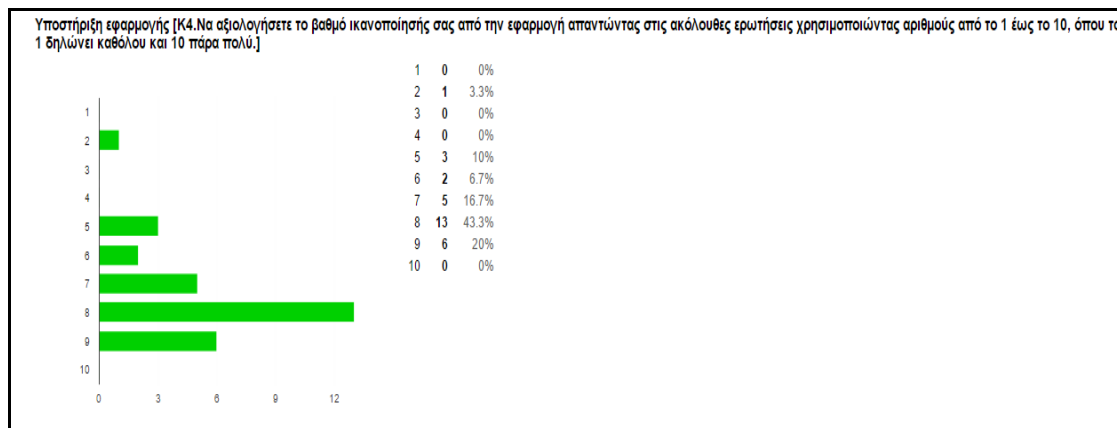 Υποστήριξη εφαρμογής [Κ4.Να αξιολογήσετε το βαθμό ικανοποίησής σας από την εφαρμογή απαντώντας στις ακόλουθες ερωτήσεις χρησιμοποιώντας αριθμούς από το 1 έως το 10, όπου το
1 δηλώνει καθόλου και 10 πάρα πολύ.]
1 0 0%
2 1 3.3%
3 0 0%
4 0 0%
5 3 10%
6 2 6.7%
7 5 16.7%
8 13 43.3%
9 6 20%
10 0 0%
1
2
3
4
5
6
7
8
9
10
0 3 6 9 12